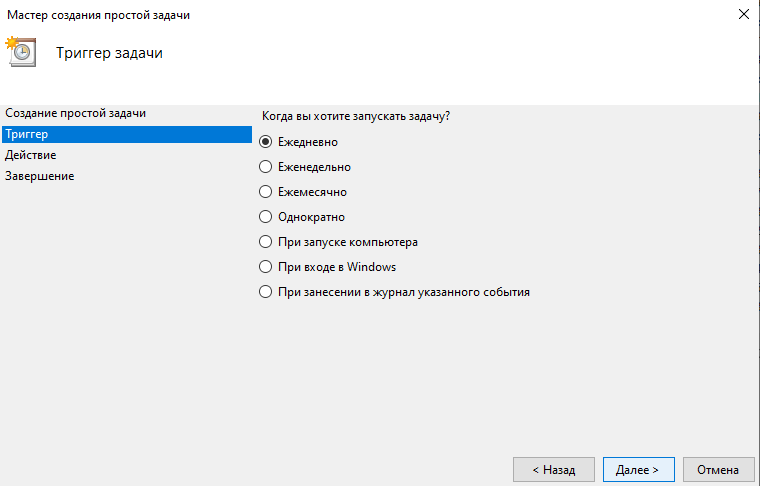 Мастер создания простой задачи
Триггер задачи
Создание простой задачи
Триггер
Действие
Завершение
Когда вы хотите запускать задачу?
Ежедневно
Еженедельно
Ежемесячно
Однократно
При запуске компьютера
При входе в Windows
При занесении в журнал указанного события
< Назад
Далее >
Отмена